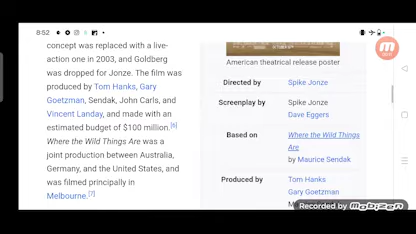 8:52
concept was replaced with a live-
action one in 2003, and Goldberg
was dropped for Jonze. The film was
produced by Tom Hanks, Gary
Goetzman, Sendak, John Carls, and
Vincent Landay, and made with an
estimated budget of $100 million.[6]
Where the Wild Things Are was a
joint production between Australia,
Germany, and the United States, and
was filmed principally in
Melbourne.[7]
American theatrical release poster
Directed by Spike Jonze
Screenplay by Spike Jonze
Dave Eggers
Based on Where the Wild Things
Are
by Maurice Sendak
Produced by Tom Hanks
Gary Goetzman
Recorded by mobizen